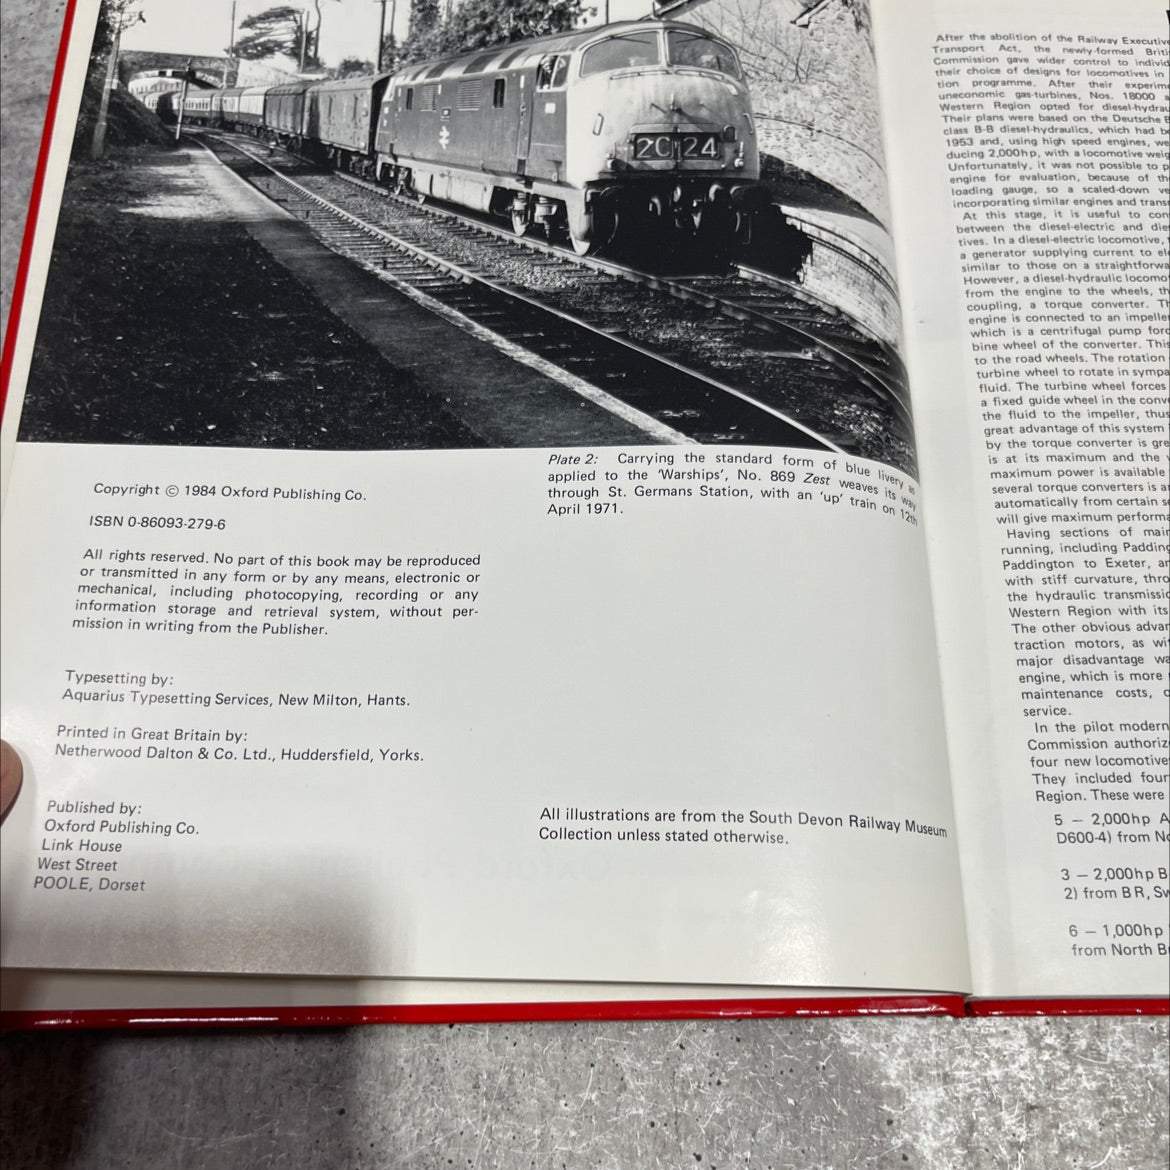 2C 24
Copyright © 1984 Oxford Publishing Co.
ISBN 0-86093-279-6
All rights reserved. No part of this book may be reproduced
or transmitted in any form or by any means, electronic or
mechanical, including photocopying, recording or any
information storage and retrieval system, without per-
mission in writing from the Publisher.
Typesetting by:
Aquarius Typesetting Services, New Milton, Hants.
Printed in Great Britain by:
Netherwood Dalton & Co. Ltd., Huddersfield, Yorks.
Published by:
Oxford Publishing Co.
Link House
West Street
POOLE, Dorset
Plate 2: Carrying the standard form of blue livery as
applied to the 'Warships', No. 869 Zest weaves its way
through St. Germans Station, with an 'up' train on 12th
April 1971.
All illustrations are from the South Devon Railway Museum
Collection unless stated otherwise.
After the abolition of the Railway Executive
Transport Act, the newly-formed
Commission gave wider control to
their choice of designs for locomotives in
tion programme. After their
uneconomic gas-turbines, Nos. 18000
Western Region opted for
Their plans were based on the Deutsche
class B-B diesel-hydraulics, which had
1953 and, using high speed engines,
ducing 2,000hp, with a locomotive
Unfortunately, it was not possible to
engine for evaluation, because of
loading gauge, so a scaled-down
incorporating similar engines and
At this stage, it is useful to
between the diesel-electric and
tives. In a diesel-electric locomotive,
a generator supplying current to
similar to those on a
However, a diesel-hydraulic
from the engine to the wheels,
coupling, a torque converter.
engine is connected to an impeller
which is a centrifugal pump
bine wheel of the converter. This
to the road wheels. The rotation
turbine wheel to rotate in
fluid. The turbine wheel forces
a fixed guide wheel in the
the fluid to the impeller,
great advantage of this system
by the torque converter is
is at its maximum and the
maximum power is available
several torque converters is
automatically from certain
will give maximum
Having sections of
running, including
Paddington to Exeter,
with stiff curvature,
the hydraulic
Western Region with its
The other obvious
traction motors, as
major disadvantage
engine, which is more
maintenance costs,
service.
In the pilot
Commission
four new
They included four
Region. These were
5 – 2,000hp
D600-4) from
3 – 2,000hp
2) from BR,
6 – 1,000hp
from North